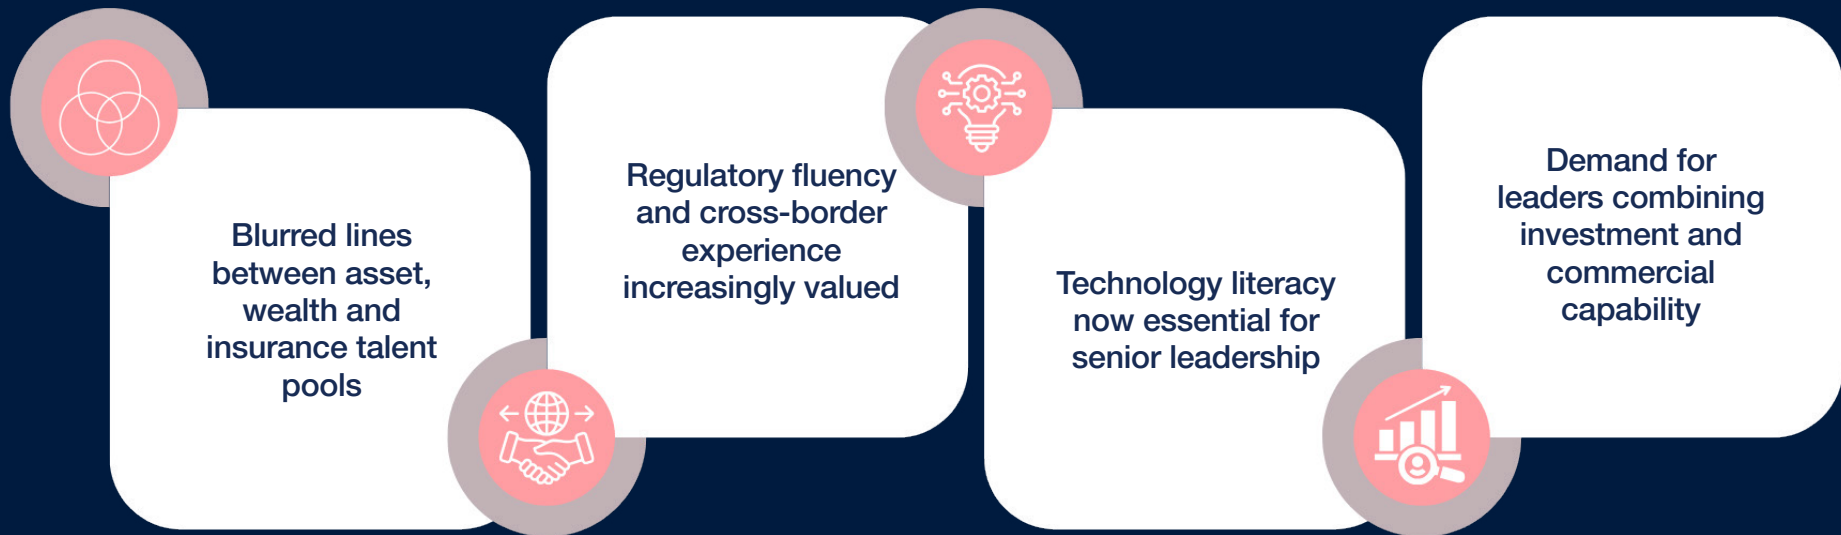 Blurred lines
between asset,
wealth and
insurance talent
pools
Regulatory fluency
and cross-border
experience
increasingly valued
Technology literacy
now essential for
senior leadership
Demand for
leaders combining
investment and
commercial
capability